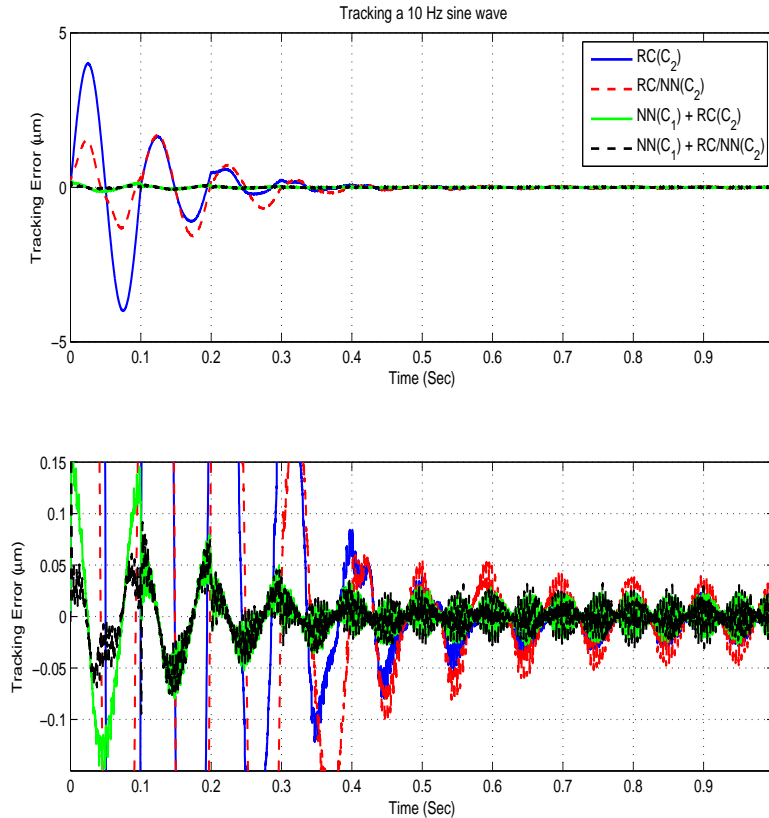 Tracking a 10 Hz sine wave
5
0
−5
Tracking Error (μm)
RC(C₂)
RC/NN(C₂)
NN(C₁) + RC(C₂)
NN(C₁) + RC/NN(C₂)
0 0.1 0.2 0.3 0.4 0.5 0.6 0.7 0.8 0.9
Time (Sec)
0.15
0.1
0.05
0
−0.05
−0.1
Tracking Error (μm)
0 0.1 0.2 0.3 0.4 0.5 0.6 0.7 0.8 0.9
Time (Sec)